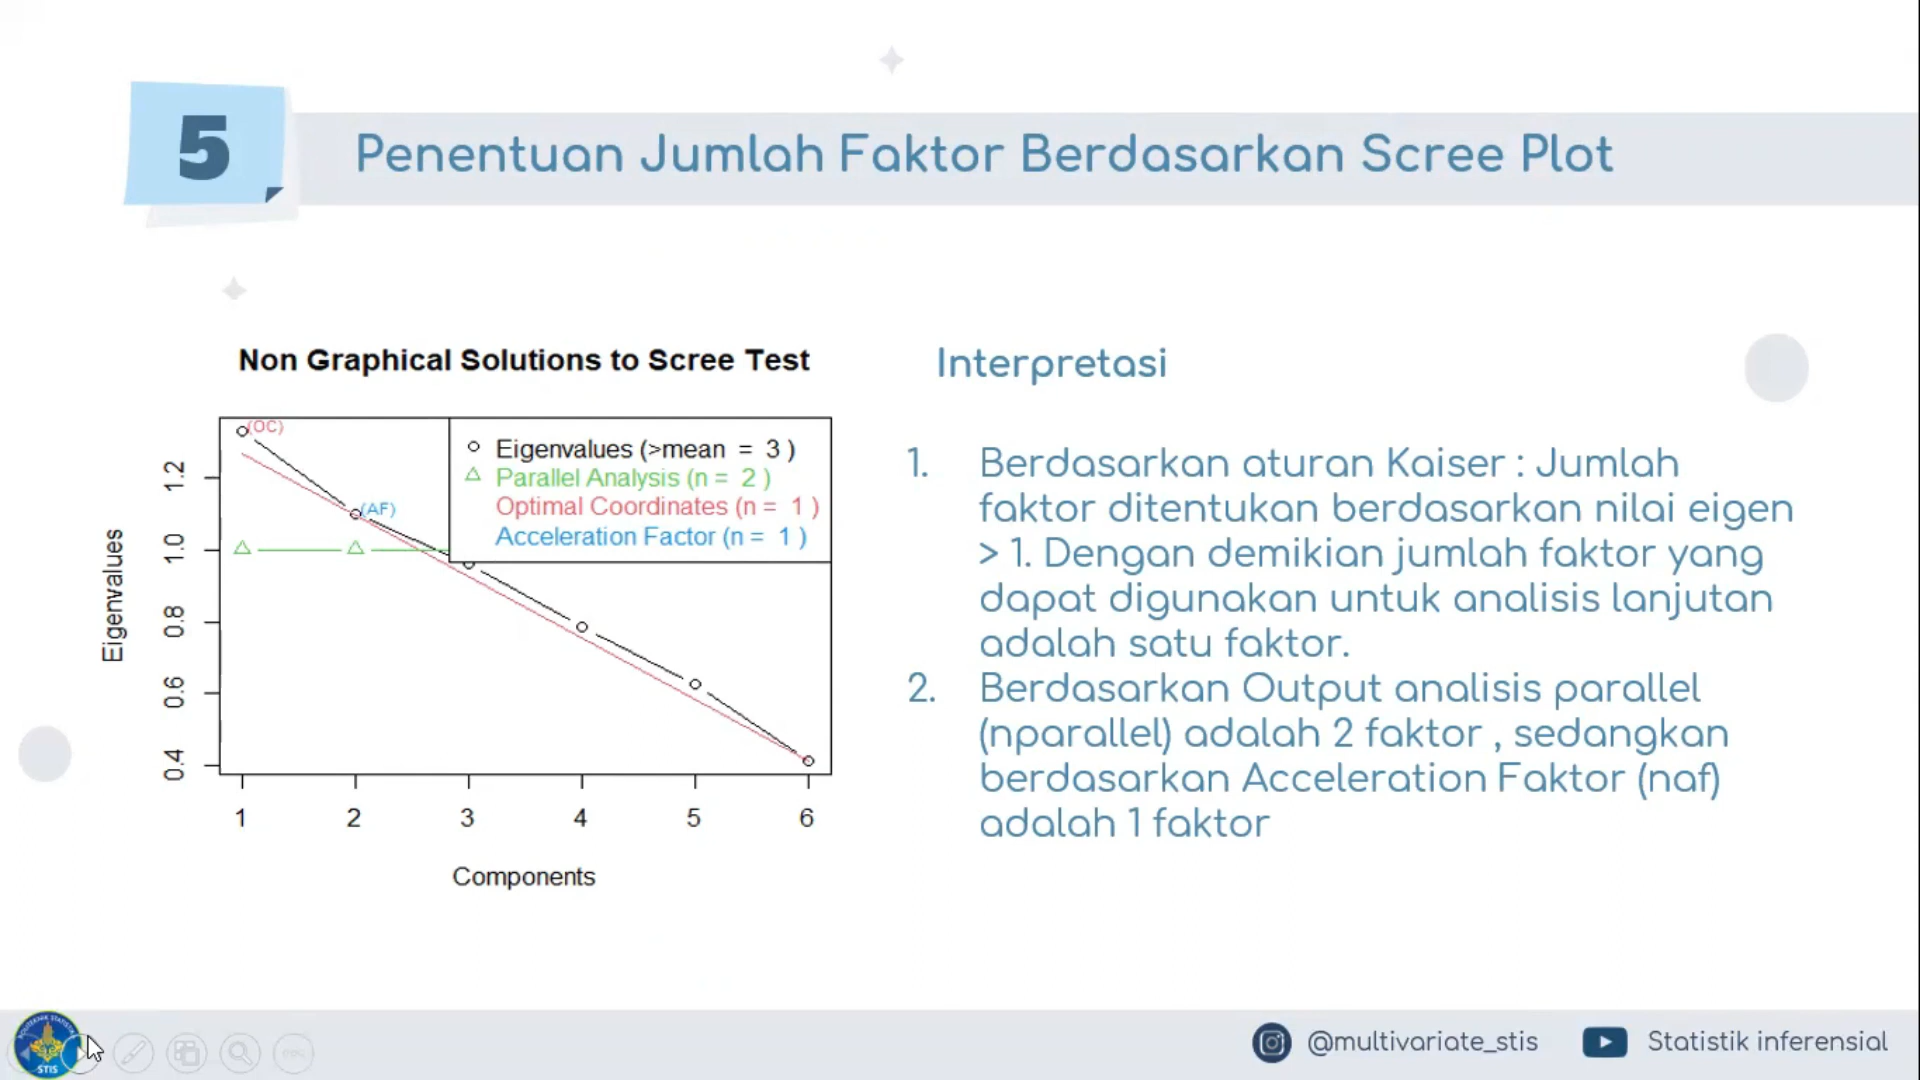 5
Penentuan Jumlah Faktor Berdasarkan Scree Plot
Non Graphical Solutions to Scree Test
(OC)
(AF)
Eigenvalues (>mean = 3 )
Parallel Analysis (n = 2 )
Optimal Coordinates (n = 1 )
Acceleration Factor (n = 1 )
Eigenvalues
1.2
1.0
0.8
0.6
0.4
1 2 3 4 5 6
Components
Interpretasi
1. Berdasarkan aturan Kaiser : Jumlah
faktor ditentukan berdasarkan nilai eigen
> 1. Dengan demikian jumlah faktor yang
dapat digunakan untuk analisis lanjutan
adalah satu faktor.
2. Berdasarkan Output analisis parallel
(nparallel) adalah 2 faktor , sedangkan
berdasarkan Acceleration Faktor (naf)
adalah 1 faktor
STIS
@multivariate_stis
Statistik inferensial